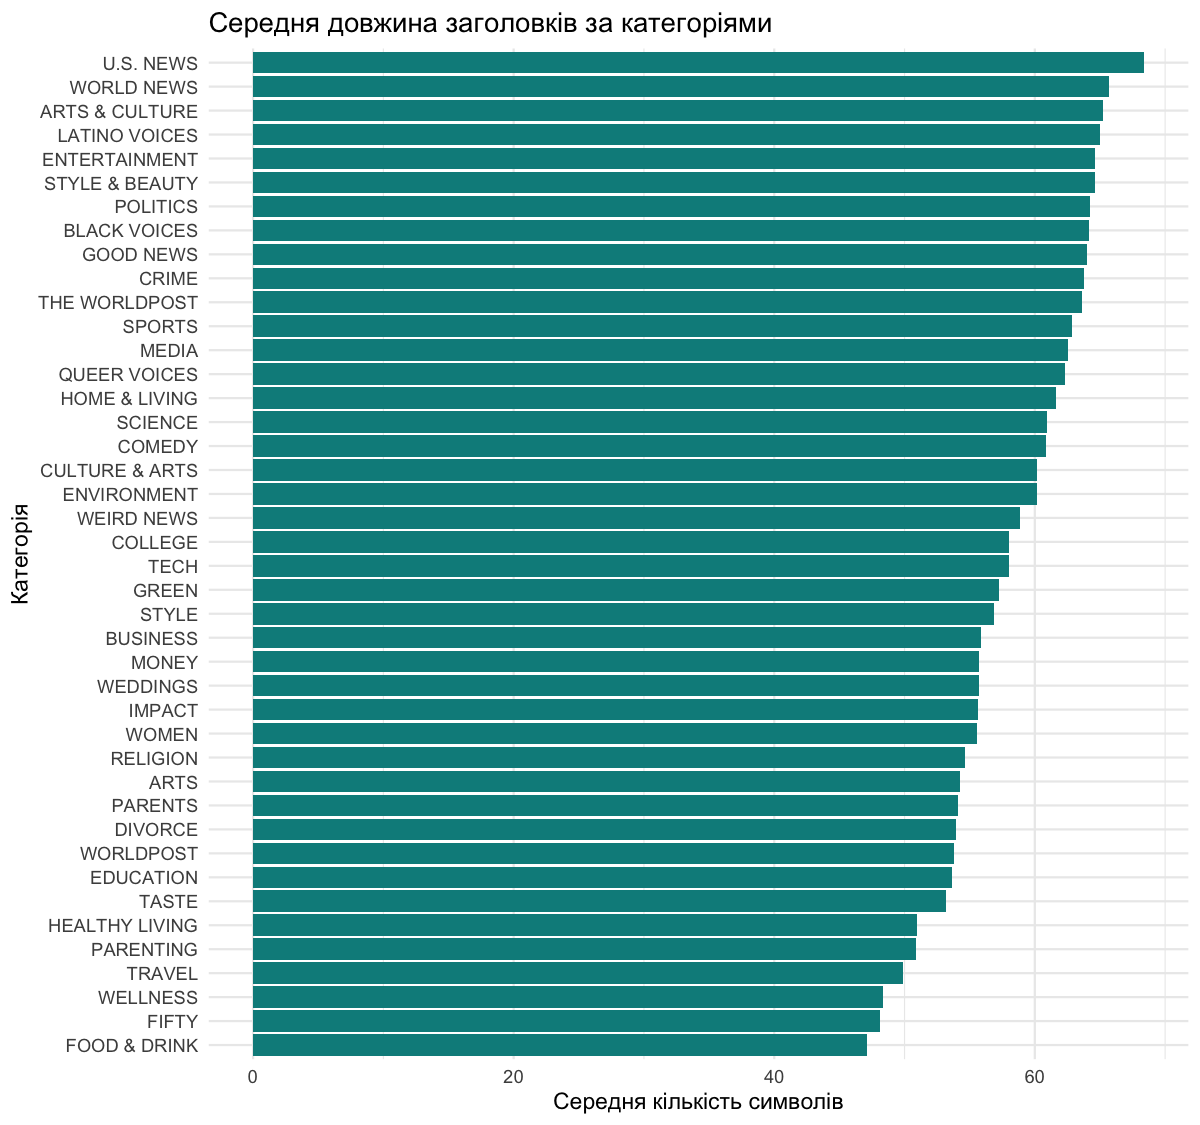 Середня довжина заголовків за категоріями
U.S. NEWS
WORLD NEWS
ARTS & CULTURE
LATINO VOICES
ENTERTAINMENT
STYLE & BEAUTY
POLITICS
BLACK VOICES
GOOD NEWS
CRIME
THE WORLDPOST
SPORTS
MEDIA
QUEER VOICES
HOME & LIVING
SCIENCE
COMEDY
CULTURE & ARTS
ENVIRONMENT
WEIRD NEWS
COLLEGE
TECH
GREEN
STYLE
BUSINESS
MONEY
WEDDINGS
IMPACT
WOMEN
RELIGION
ARTS
PARENTS
DIVORCE
WORLDPOST
EDUCATION
TASTE
HEALTHY LIVING
PARENTING
TRAVEL
WELLNESS
FIFTY
FOOD & DRINK
Категорія
0 20 40 60
Середня кількість символів